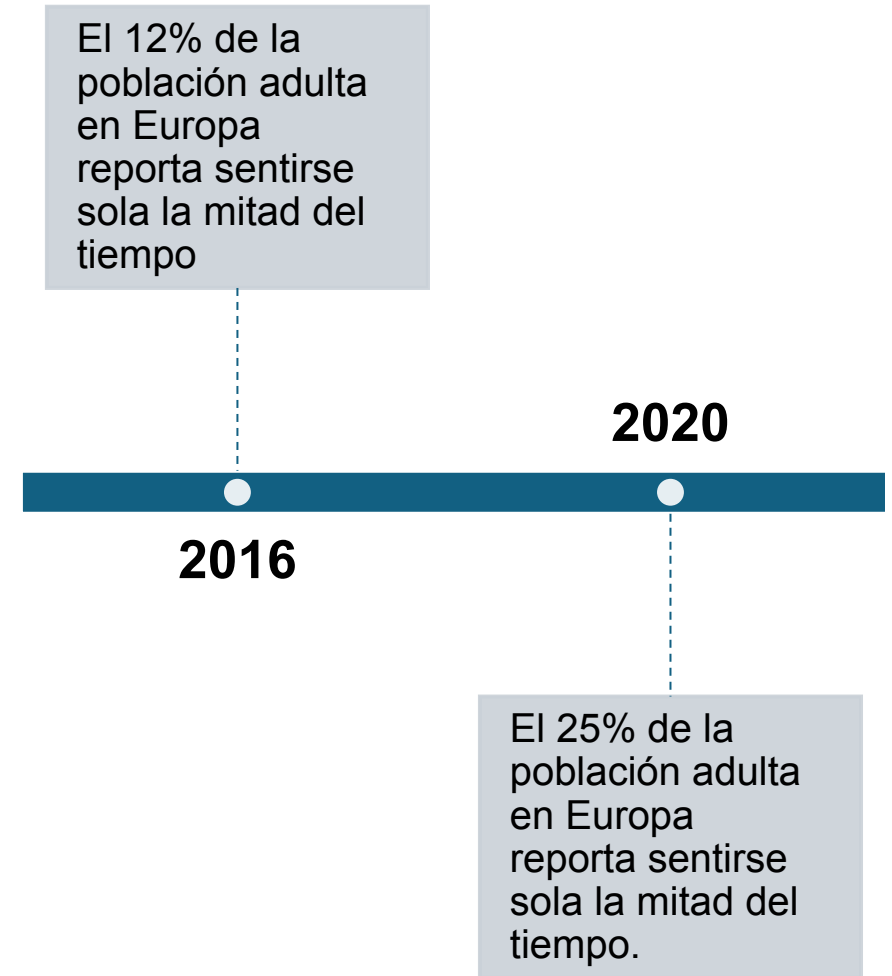 El 12% de la
población adulta
en Europa
reporta sentirse
sola la mitad del
tiempo
2020
2016
El 25% de la
población adulta
en Europa
reporta sentirse
sola la mitad del
tiempo.